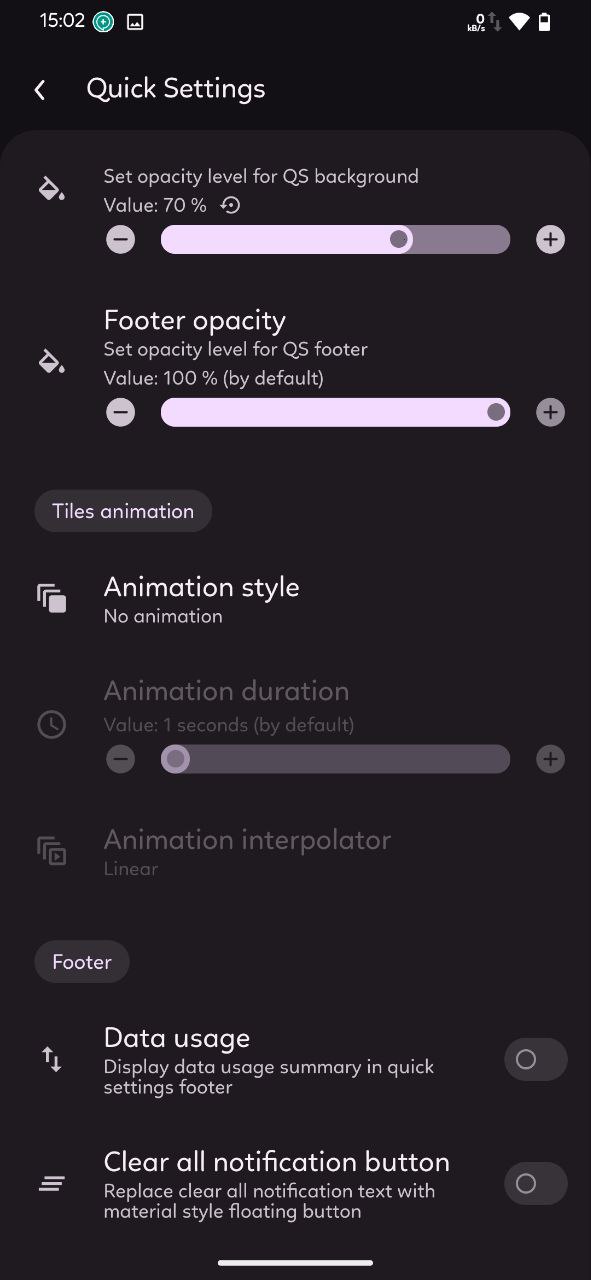 15:02
0
kB/s
Quick Settings
Set opacity level for QS background
Value: 70 %
Footer opacity
Set opacity level for QS footer
Value: 100 % (by default)
Tiles animation
Animation style
No animation
Animation duration
Value: 1 seconds (by default)
Animation interpolator
Linear
Footer
Data usage
Display data usage summary in quick
settings footer
Clear all notification button
Replace clear all notification text with
material style floating button